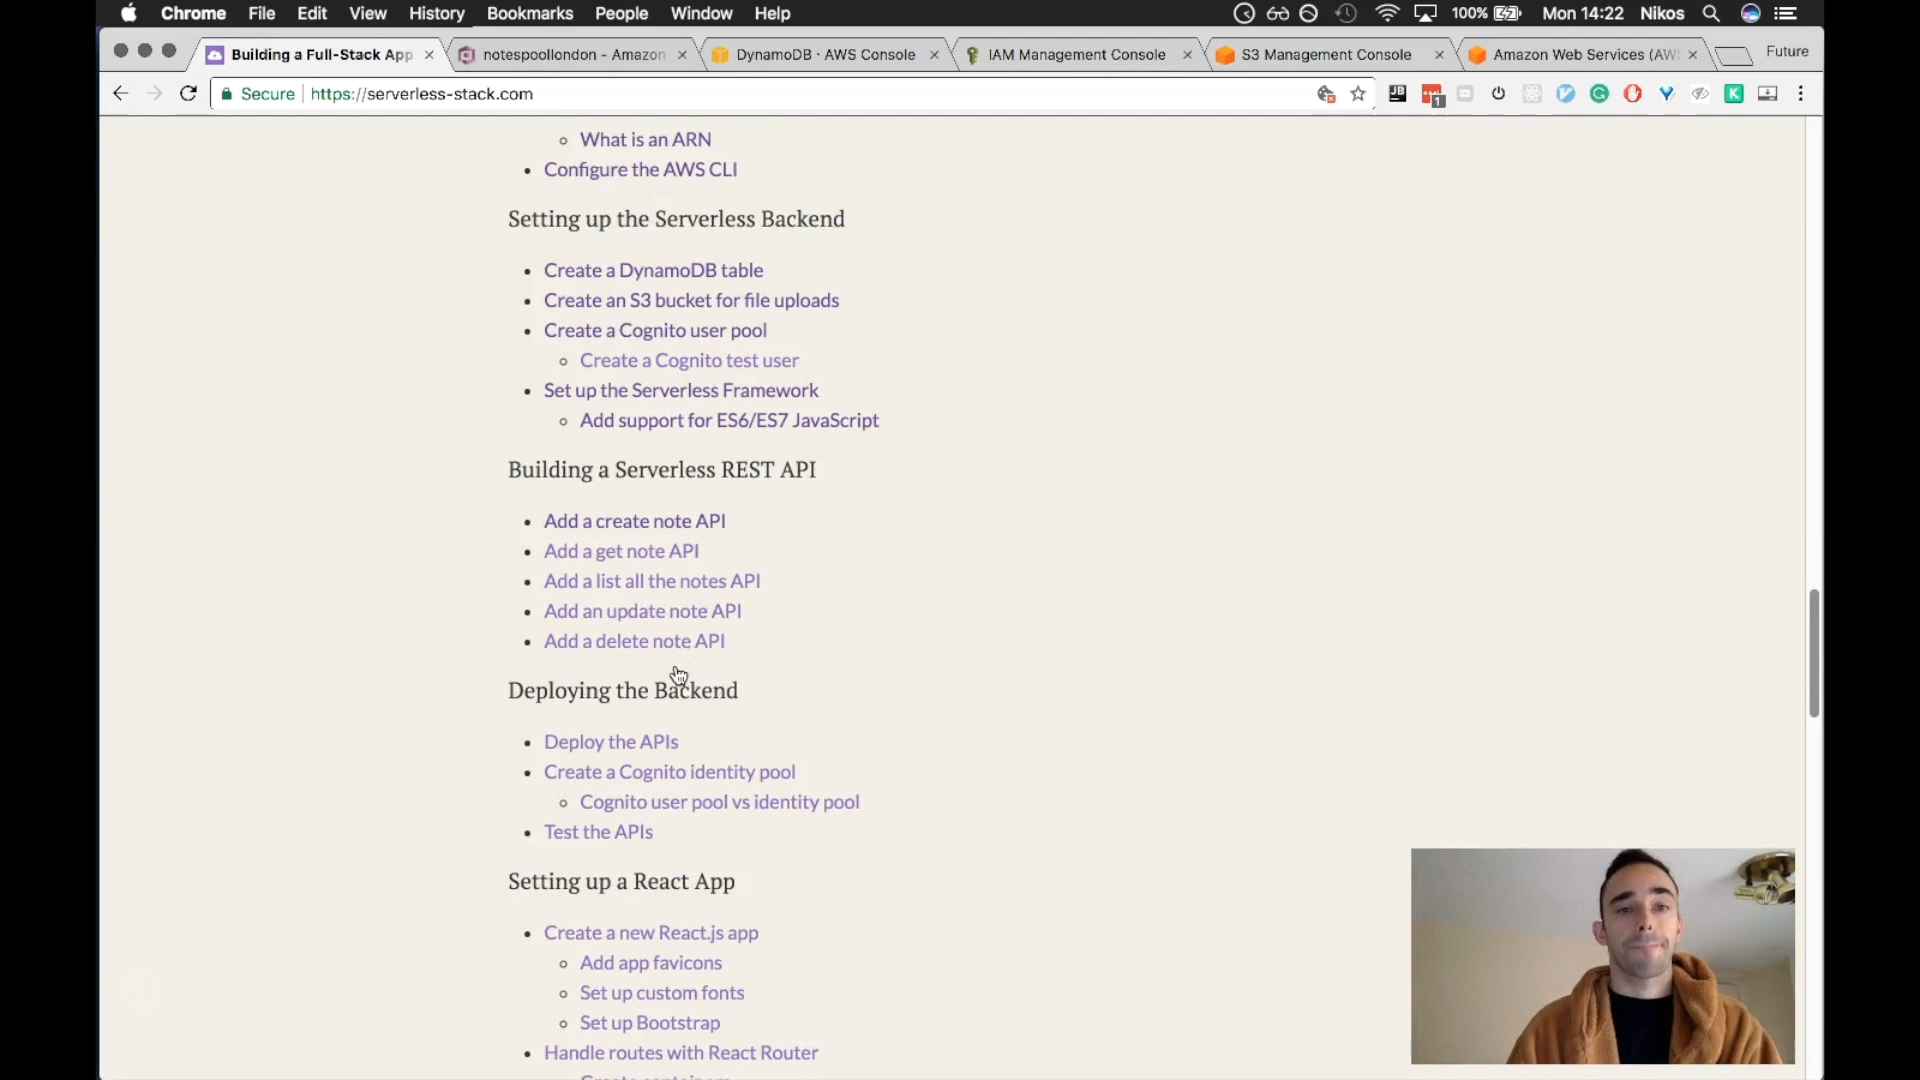 Chrome File Edit View History Bookmarks People Window Help 100% Mon 14:22 Nikos
Building a Full-Stack App notespoollondon - Amazon DynamoDB · AWS Console IAM Management Console S3 Management Console Amazon Web Services (AWS Future
Secure https://serverless-stack.com JB 1 K
What is an ARN
Configure the AWS CLI
Setting up the Serverless Backend
Create a DynamoDB table
Create an S3 bucket for file uploads
Create a Cognito user pool
Create a Cognito test user
Set up the Serverless Framework
Add support for ES6/ES7 JavaScript
Building a Serverless REST API
Add a create note API
Add a get note API
Add a list all the notes API
Add an update note API
Add a delete note API
Deploying the Backend
Deploy the APIs
Create a Cognito identity pool
Cognito user pool vs identity pool
Test the APIs
Setting up a React App
Create a new React.js app
Add app favicons
Set up custom fonts
Set up Bootstrap
Handle routes with React Router